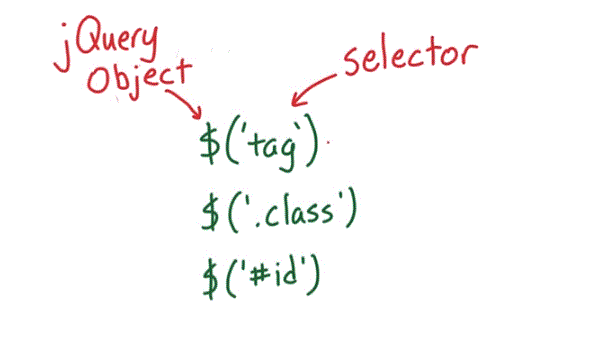 jQuery
Object
selector
$('tag')
$('.class')
$('#id')